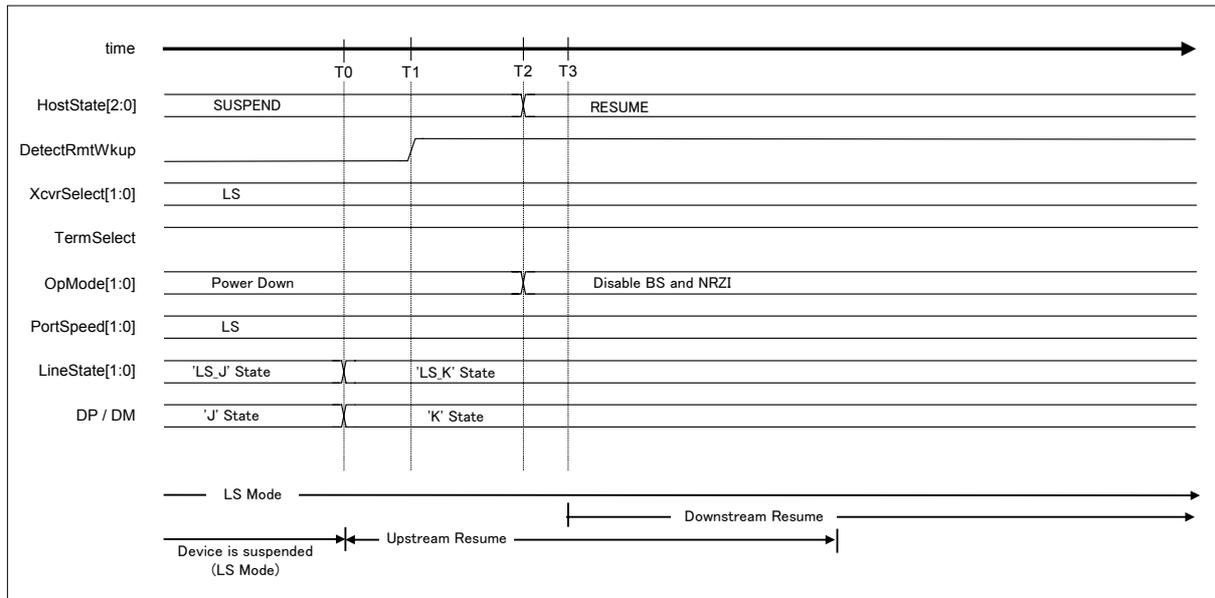 time
T0 T1 T2 T3
HostState[2:0] SUSPEND RESUME
DetectRmtWkup
XcvrSelect[1:0] LS
TermSelect
OpMode[1:0] Power Down Disable BS and NRZI
PortSpeed[1:0] LS
LineState[1:0] 'LS_J' State 'LS_K' State
DP / DM 'J' State 'K' State
LS Mode
Downstream Resume
Upstream Resume
Device is suspended
(LS Mode)